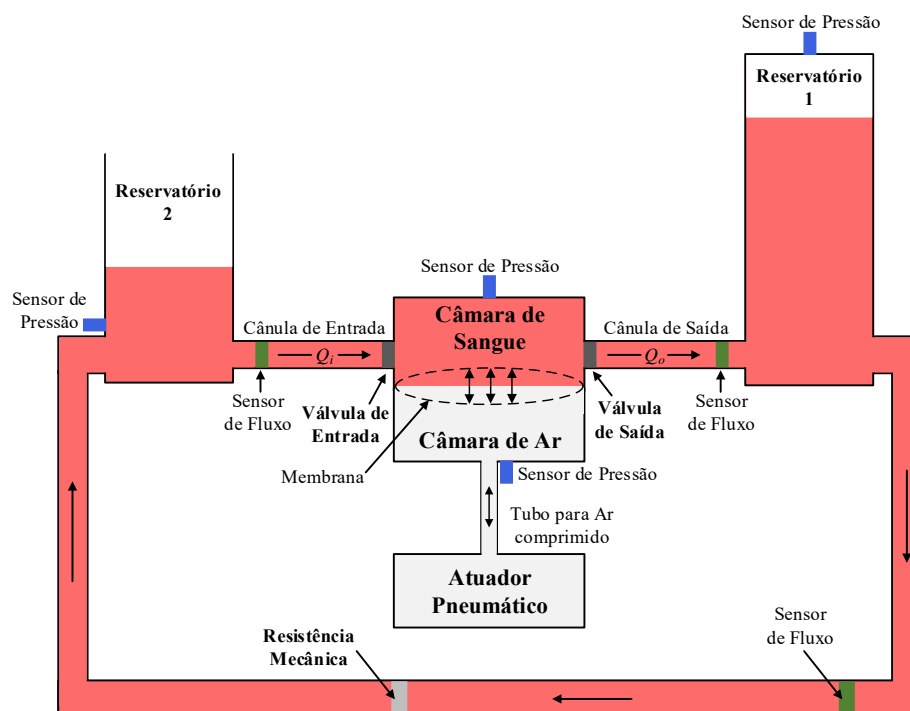 Sensor de Pressão
Reservatório
1
Reservatório
2
Sensor de Pressão
Sensor de
Pressão
Cânula de Entrada
Câmara de
Sangue
Cânula de Saída
Qi
Qo
Sensor
de Fluxo
Válvula de
Entrada
Válvula
de Saída
Sensor
de Fluxo
Câmara de Ar
Membrana
Sensor de Pressão
Tubo para Ar
comprimido
Atuador
Pneumático
Resistência
Mecânica
Sensor
de Fluxo